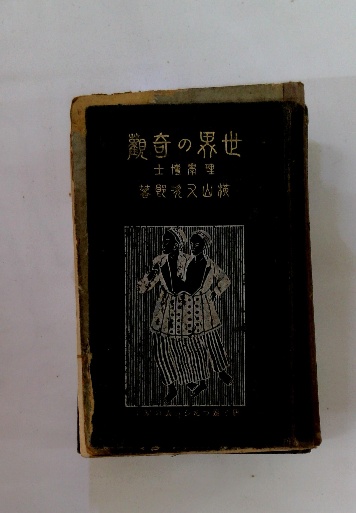 世界の奇觀
理學博士
横山又次郎著